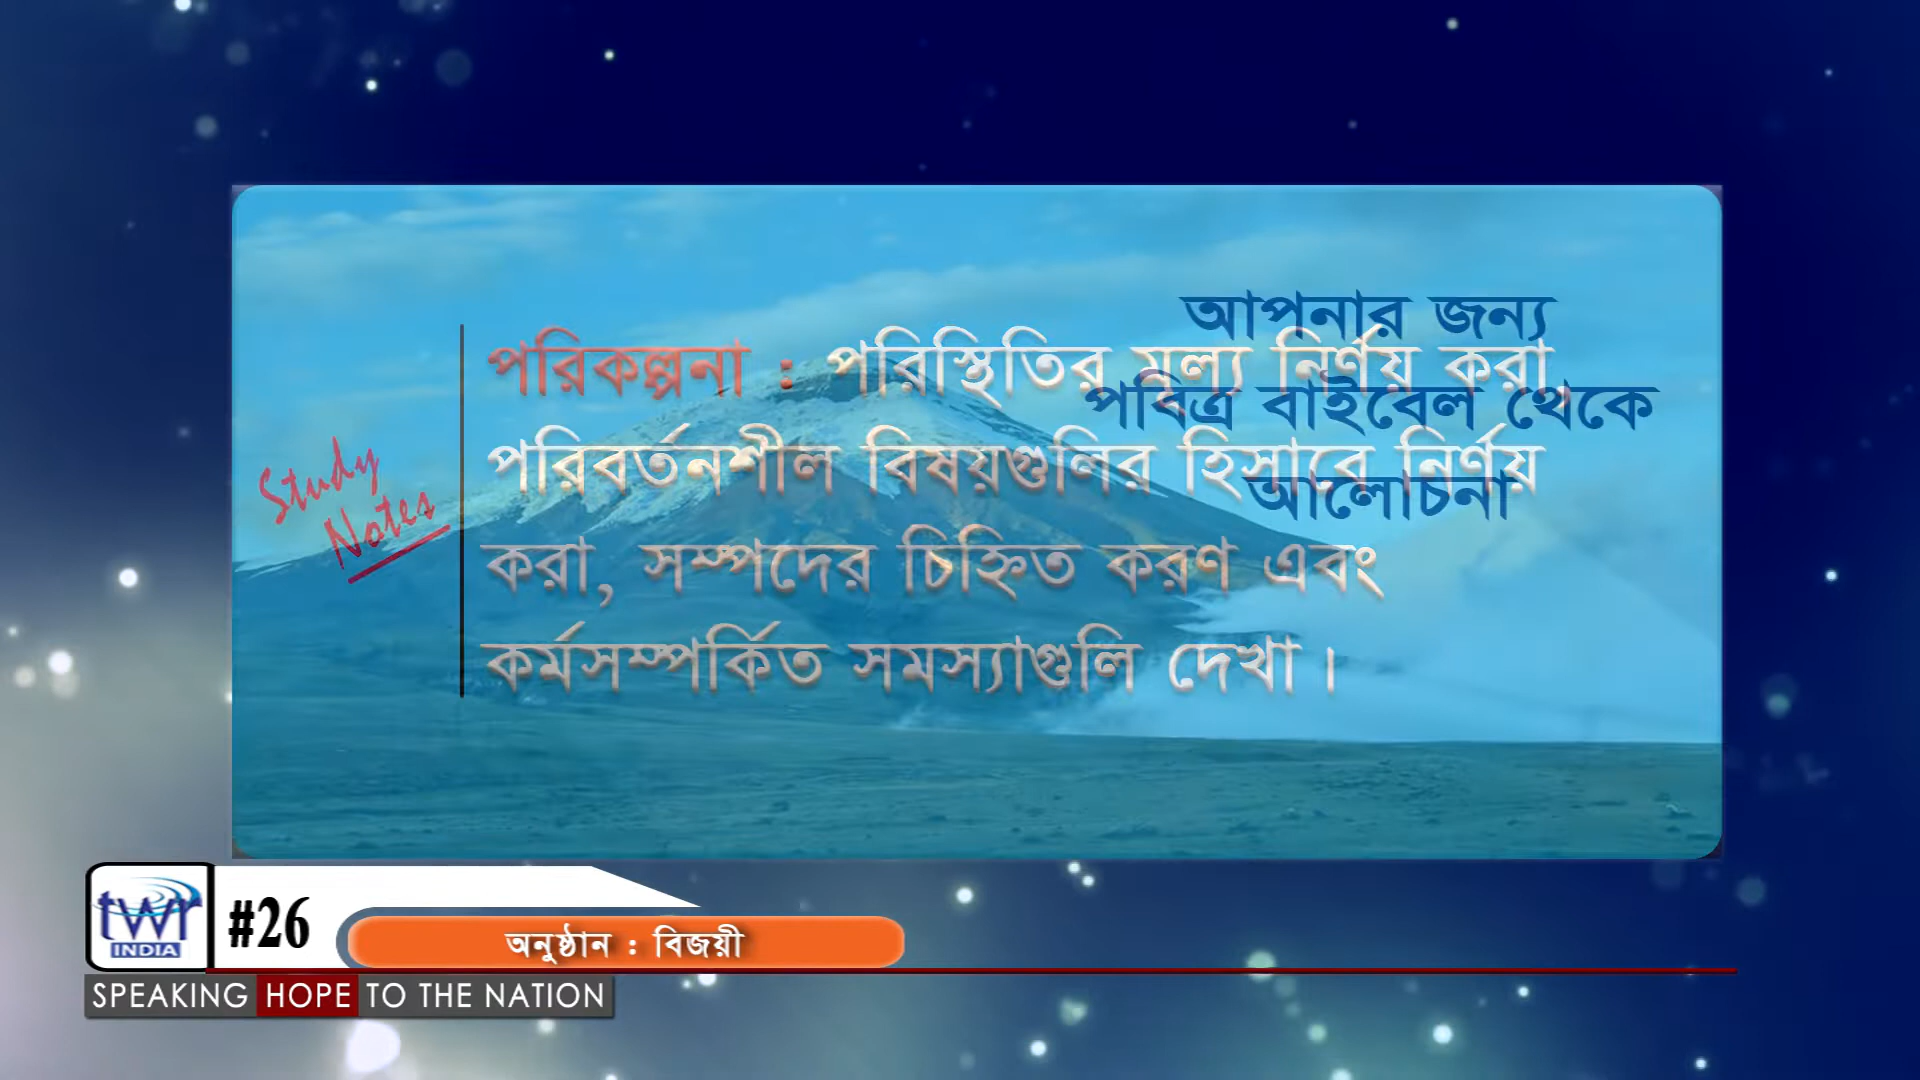 আপনার জন্য
পবিত্র বাইবেল থেকে
আলোচনা
Study
Notes
পরিকল্পনা : পরিস্থিতির মূল্য নির্ণয় করা,
পরিবর্তনশীল বিষয়গুলির হিসাবে নির্ণয়
করা, সম্পদের চিহ্নিত করণ এবং
কর্মসম্পর্কিত সমস্যাগুলি দেখা।
twr
INDIA
#26
অনুষ্ঠান : বিজয়ী
SPEAKING HOPE TO THE NATION